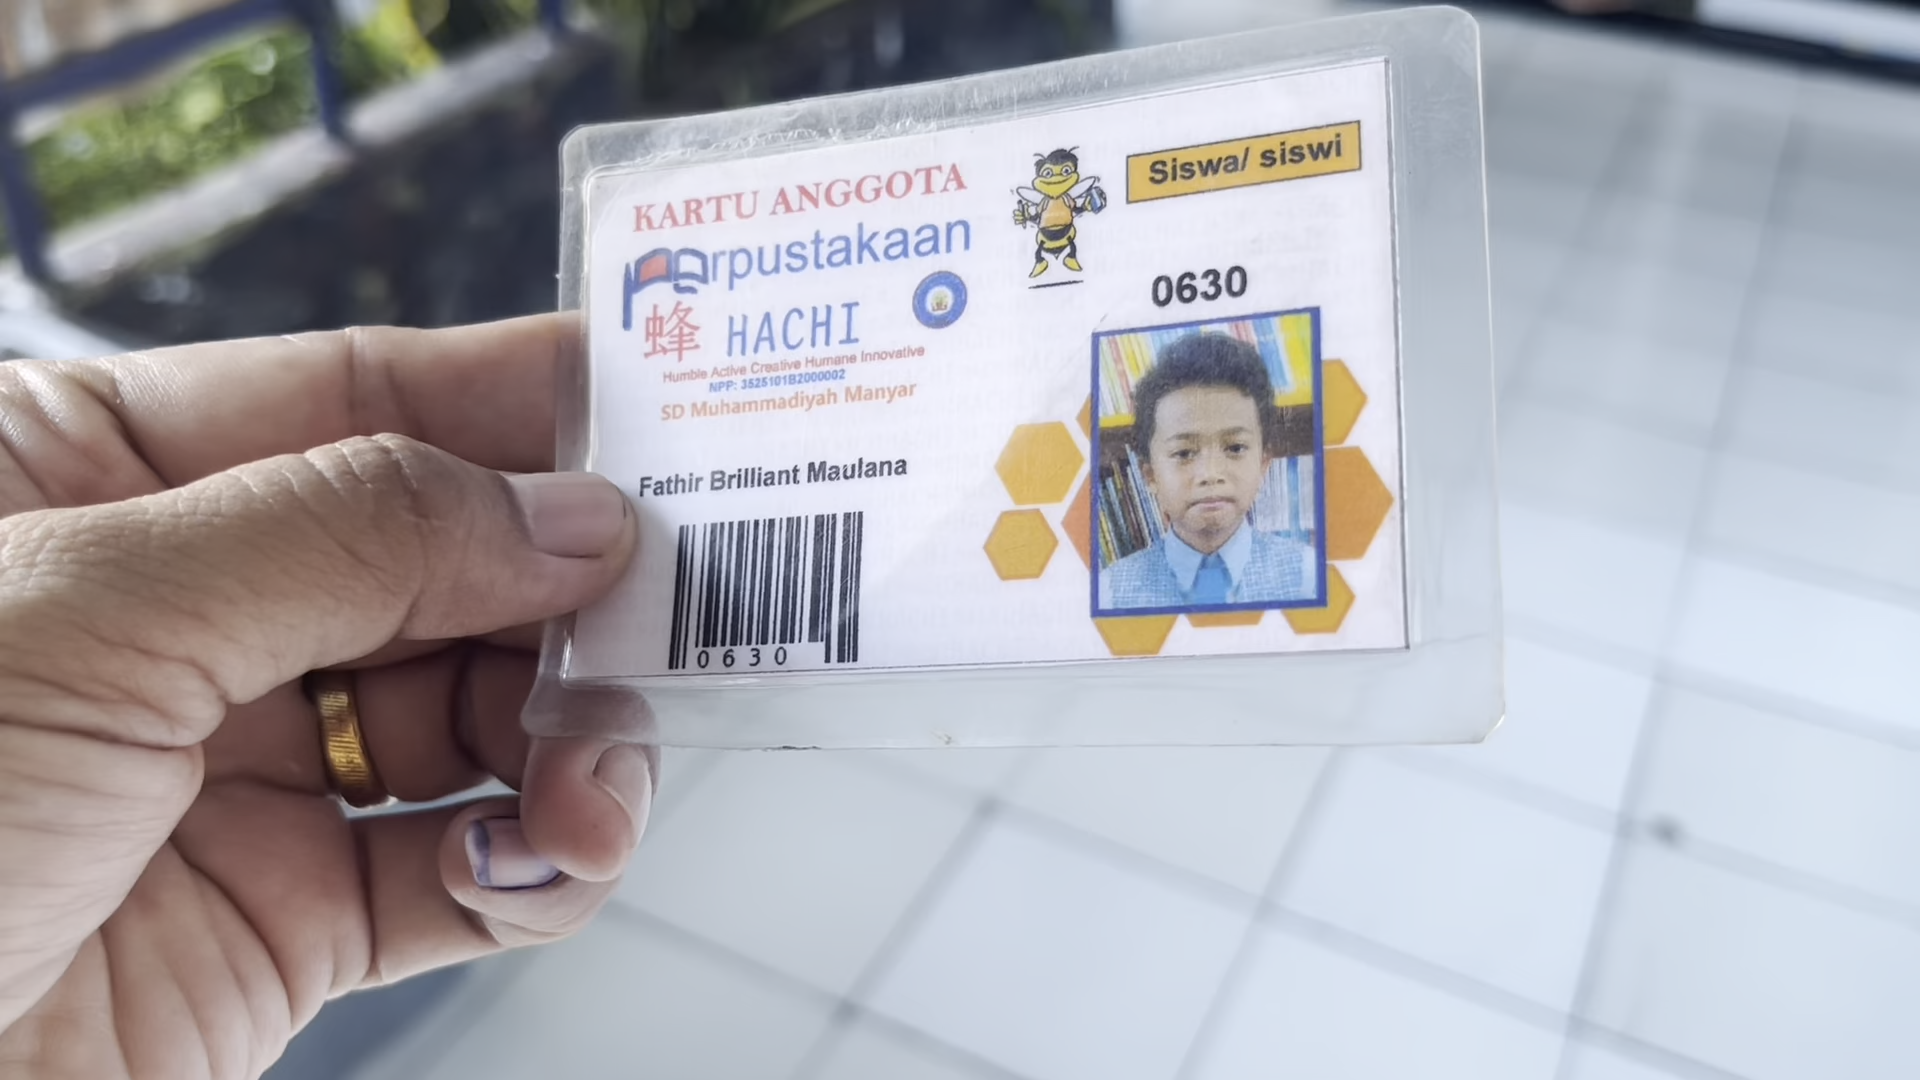 KARTU ANGGOTA
Perpustakaan
蜂 HACHI
Humble Active Creative Humane Innovative
NPP: 3525101B2000002
SD Muhammadiyah Manyar
Fathir Brilliant Maulana
0630
Siswa/ siswi
0630